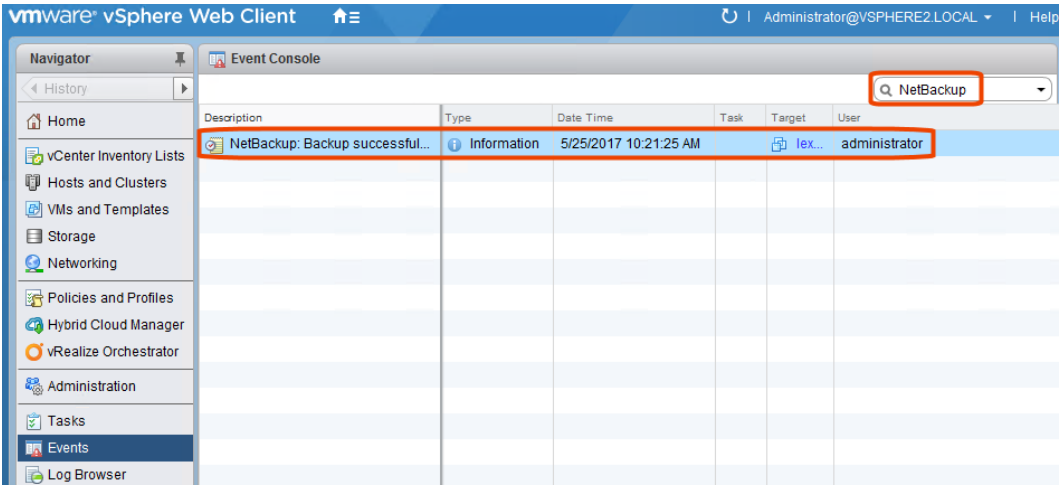 vmware® vSphere Web Client
Administrator@VSPHERE2.LOCAL
Help
Navigator
Event Console
History
NetBackup
Home
Description Type Date Time Task Target User
NetBackup: Backup successful... Information 5/25/2017 10:21:25 AM lex... administrator
vCenter Inventory Lists
Hosts and Clusters
VMs and Templates
Storage
Networking
Policies and Profiles
Hybrid Cloud Manager
vRealize Orchestrator
Administration
Tasks
Events
Log Browser